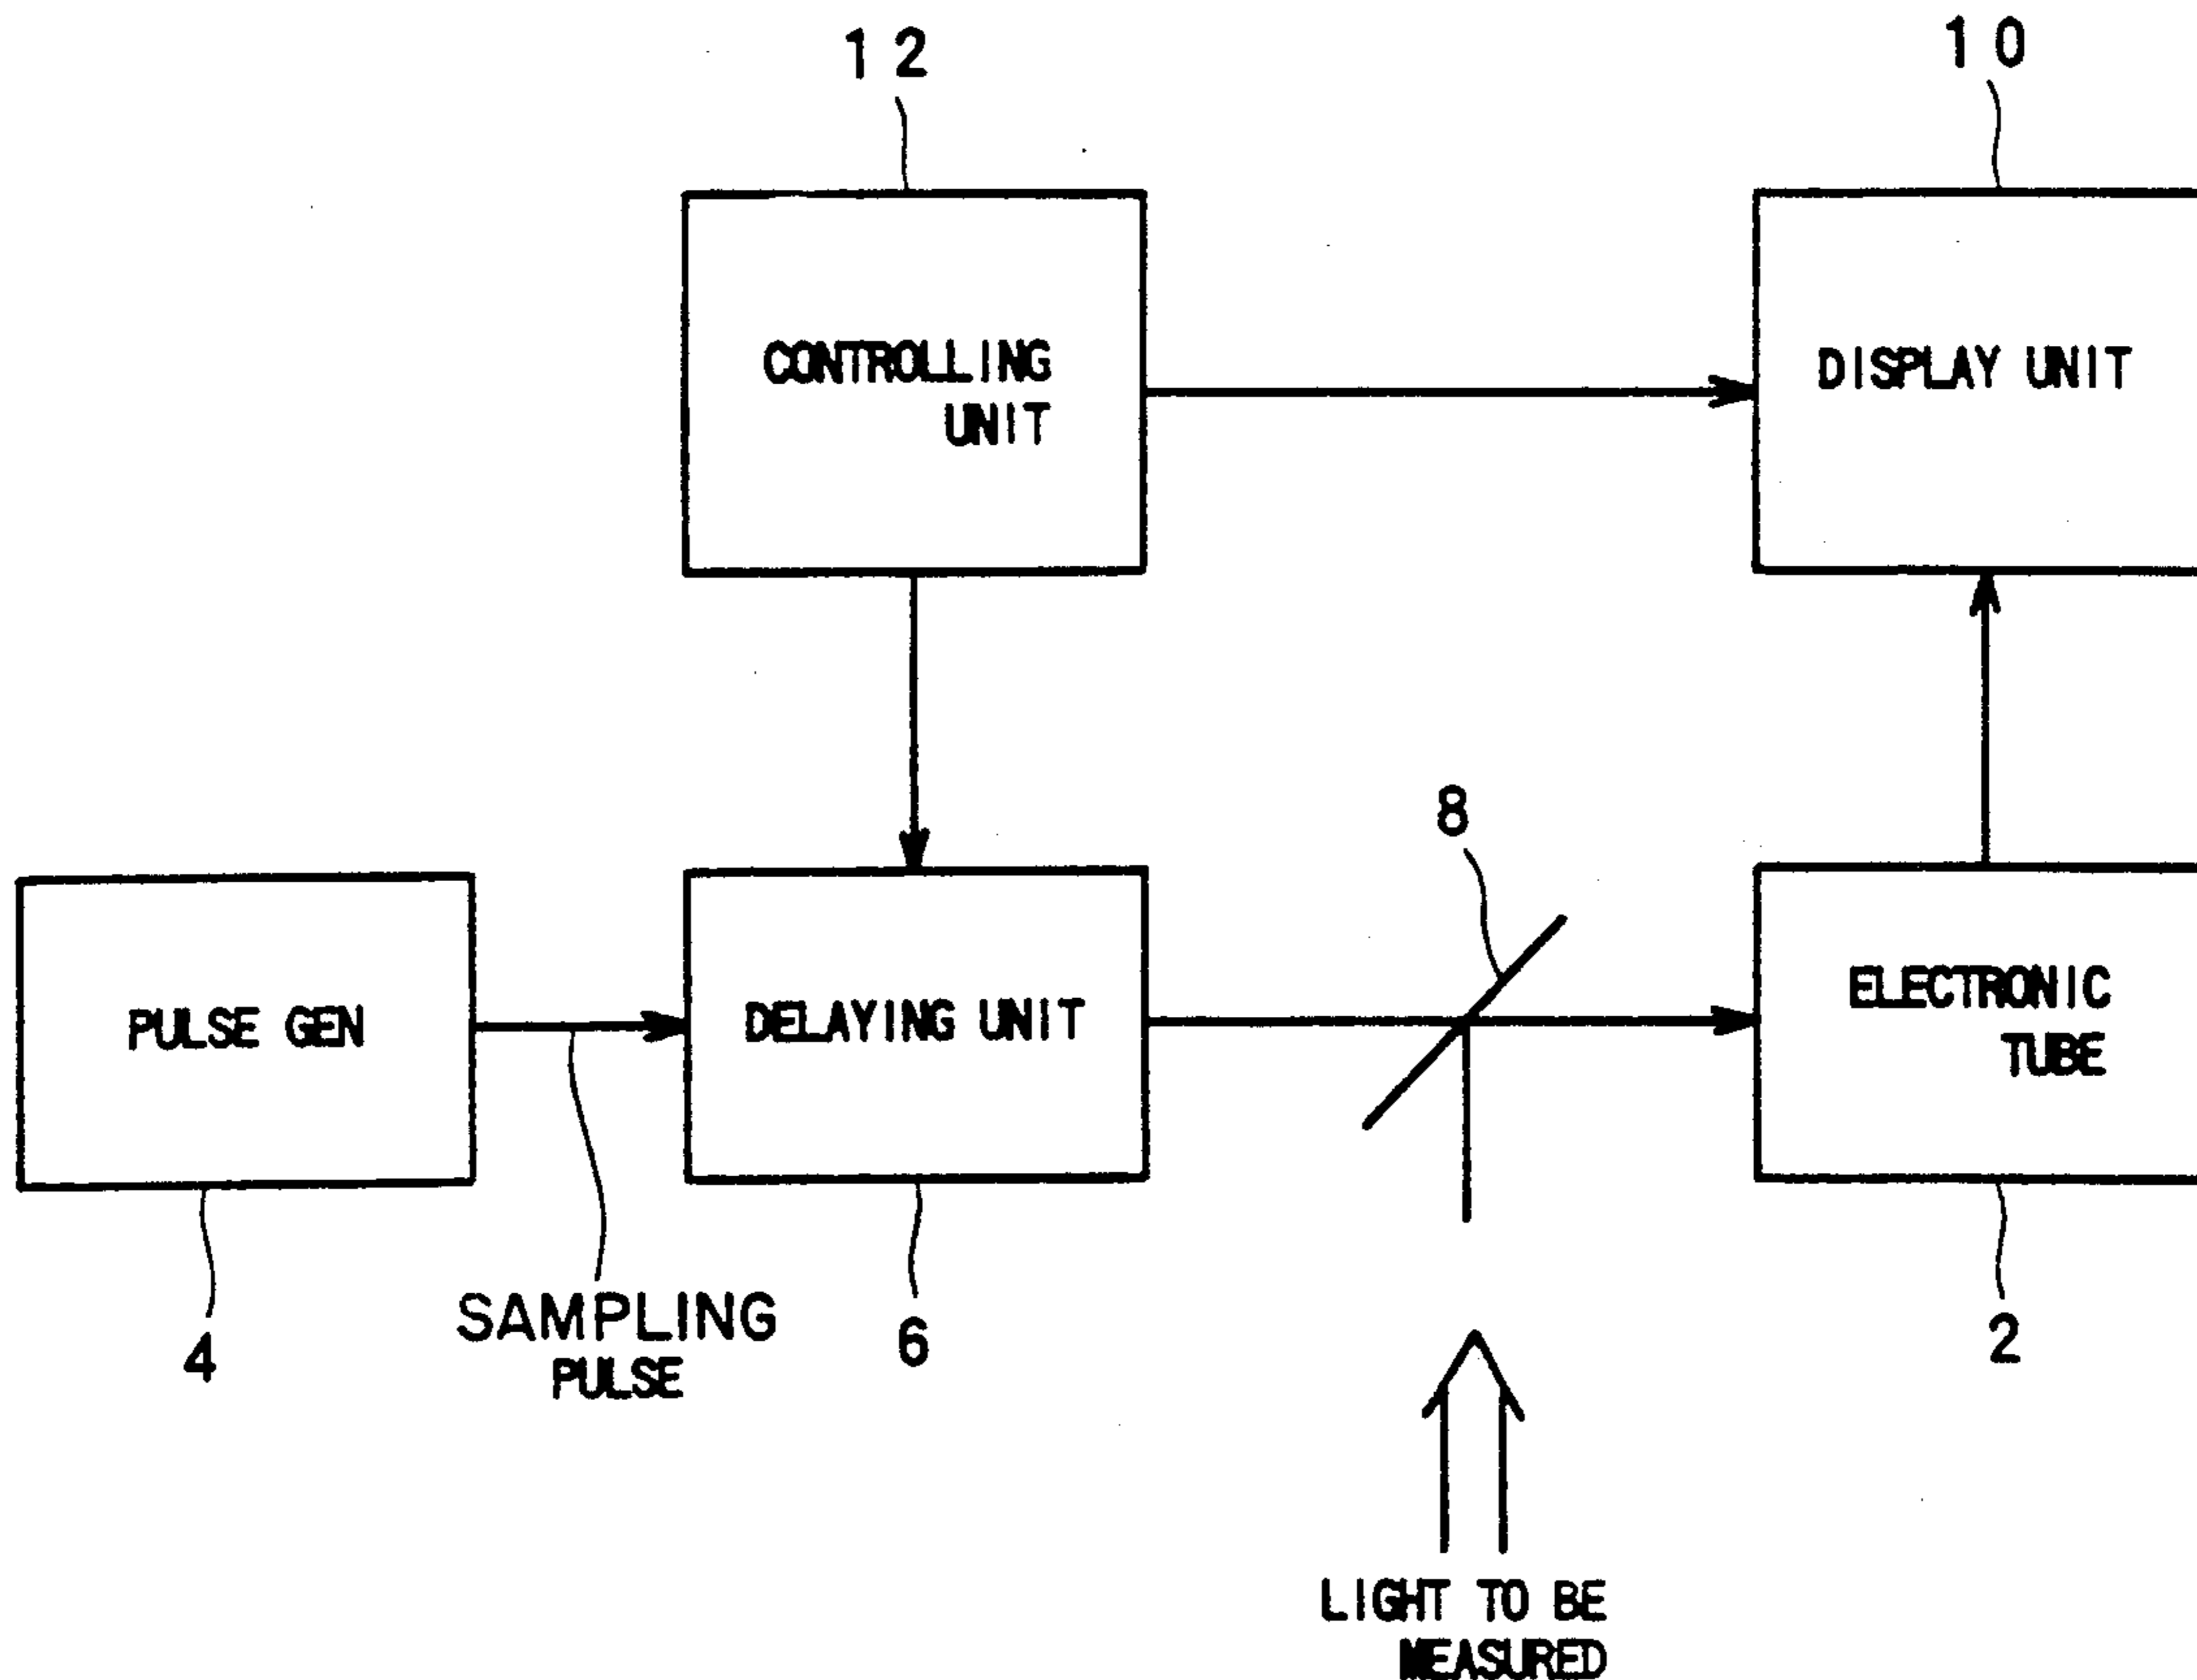 12
10
CONTROLLING
UNIT
DISPLAY UNIT
8
PULSE GEN
DELAYING UNIT
ELECTRONIC
TUBE
4
SAMPLING
PULSE
6
2
LIGHT TO BE
MEASURED